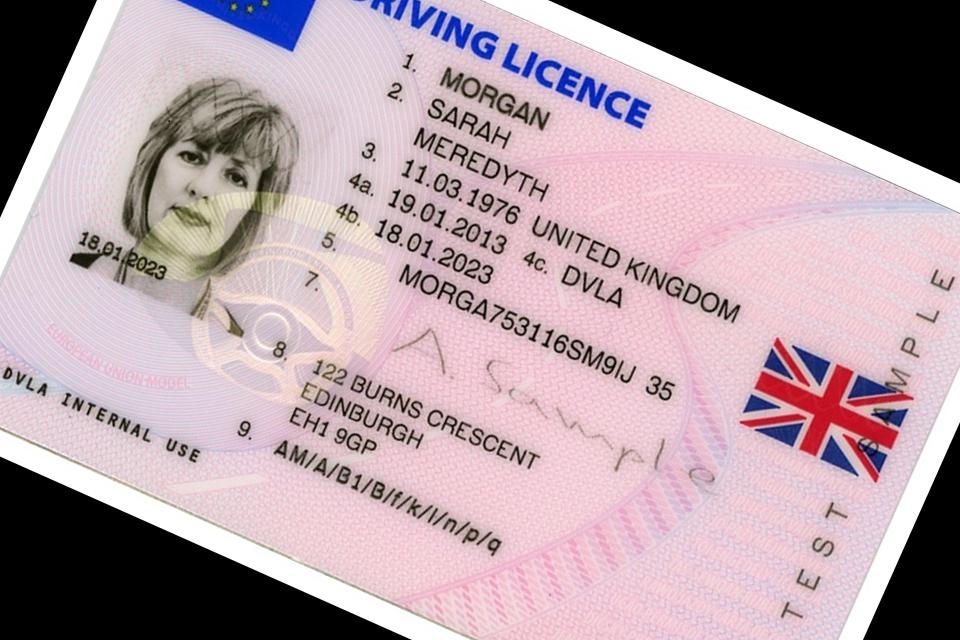 DRIVING LICENCE
1. MORGAN
2. SARAH
MEREDYTH
3. 11.03.1976 UNITED KINGDOM
4a. 19.01.2013 4c. DVLA
4b. 18.01.2023
5. MORGA753116SM9IJ 35
7. A. Sample
8. 122 BURNS CRESCENT
EDINBURGH
EH1 9GP
9. AM/A/B1/B/f/k/l/n/p/q
18.01.2023
EUROPEAN UNION MODEL
DVLA INTERNAL USE
TEST SAMPLE